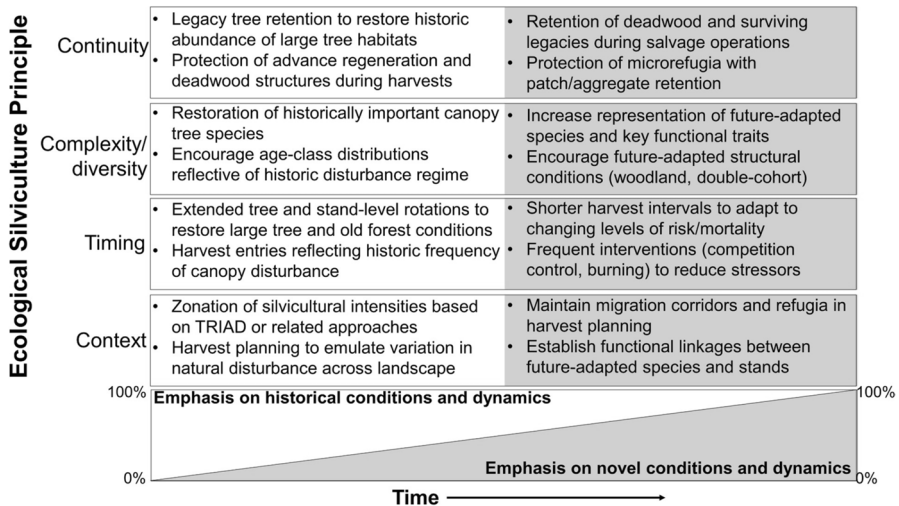 Ecological Silviculture Principle
Continuity
• Legacy tree retention to restore historic
abundance of large tree habitats
• Protection of advance regeneration and
deadwood structures during harvests
• Retention of deadwood and surviving
legacies during salvage operations
• Protection of microrefugia with
patch/aggregate retention
Complexity/
diversity
• Restoration of historically important canopy
tree species
• Encourage age-class distributions
reflective of historic disturbance regime
• Increase representation of future-adapted
species and key functional traits
• Encourage future-adapted structural
conditions (woodland, double-cohort)
Timing
• Extended tree and stand-level rotations to
restore large tree and old forest conditions
• Harvest entries reflecting historic frequency
of canopy disturbance
• Shorter harvest intervals to adapt to
changing levels of risk/mortality
• Frequent interventions (competition
control, burning) to reduce stressors
Context
• Zonation of silvicultural intensities based
on TRIAD or related approaches
• Harvest planning to emulate variation in
natural disturbance across landscape
• Maintain migration corridors and refugia in
harvest planning
• Establish functional linkages between
future-adapted species and stands
100%
Emphasis on historical conditions and dynamics
100%
0%
Emphasis on novel conditions and dynamics
0%
Time